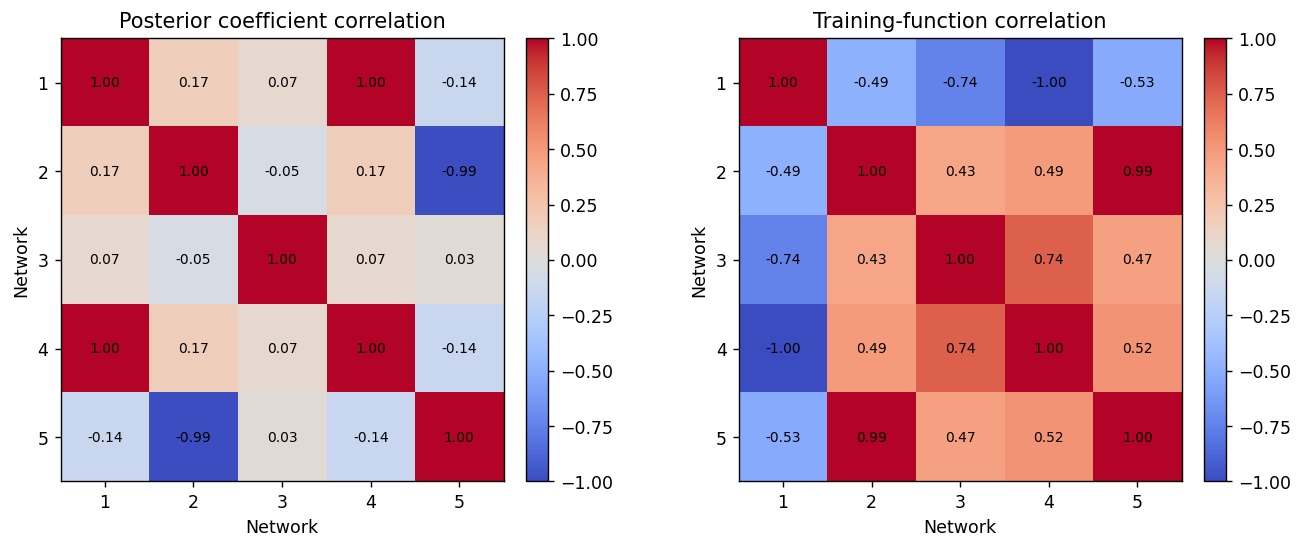 Posterior coefficient correlation
1.00 0.17 0.07 1.00 -0.14
0.17 1.00 -0.05 0.17 -0.99
0.07 -0.05 1.00 0.07 0.03
1.00 0.17 0.07 1.00 -0.14
-0.14 -0.99 0.03 -0.14 1.00
1
2
3
4
5
Network
1 2 3 4 5
Network
1.00
0.75
0.50
0.25
0.00
−0.25
−0.50
−0.75
−1.00
Training-function correlation
1.00 -0.49 -0.74 -1.00 -0.53
-0.49 1.00 0.43 0.49 0.99
-0.74 0.43 1.00 0.74 0.47
-1.00 0.49 0.74 1.00 0.52
-0.53 0.99 0.47 0.52 1.00
1
2
3
4
5
Network
1 2 3 4 5
Network
1.00
0.75
0.50
0.25
0.00
−0.25
−0.50
−0.75
−1.00